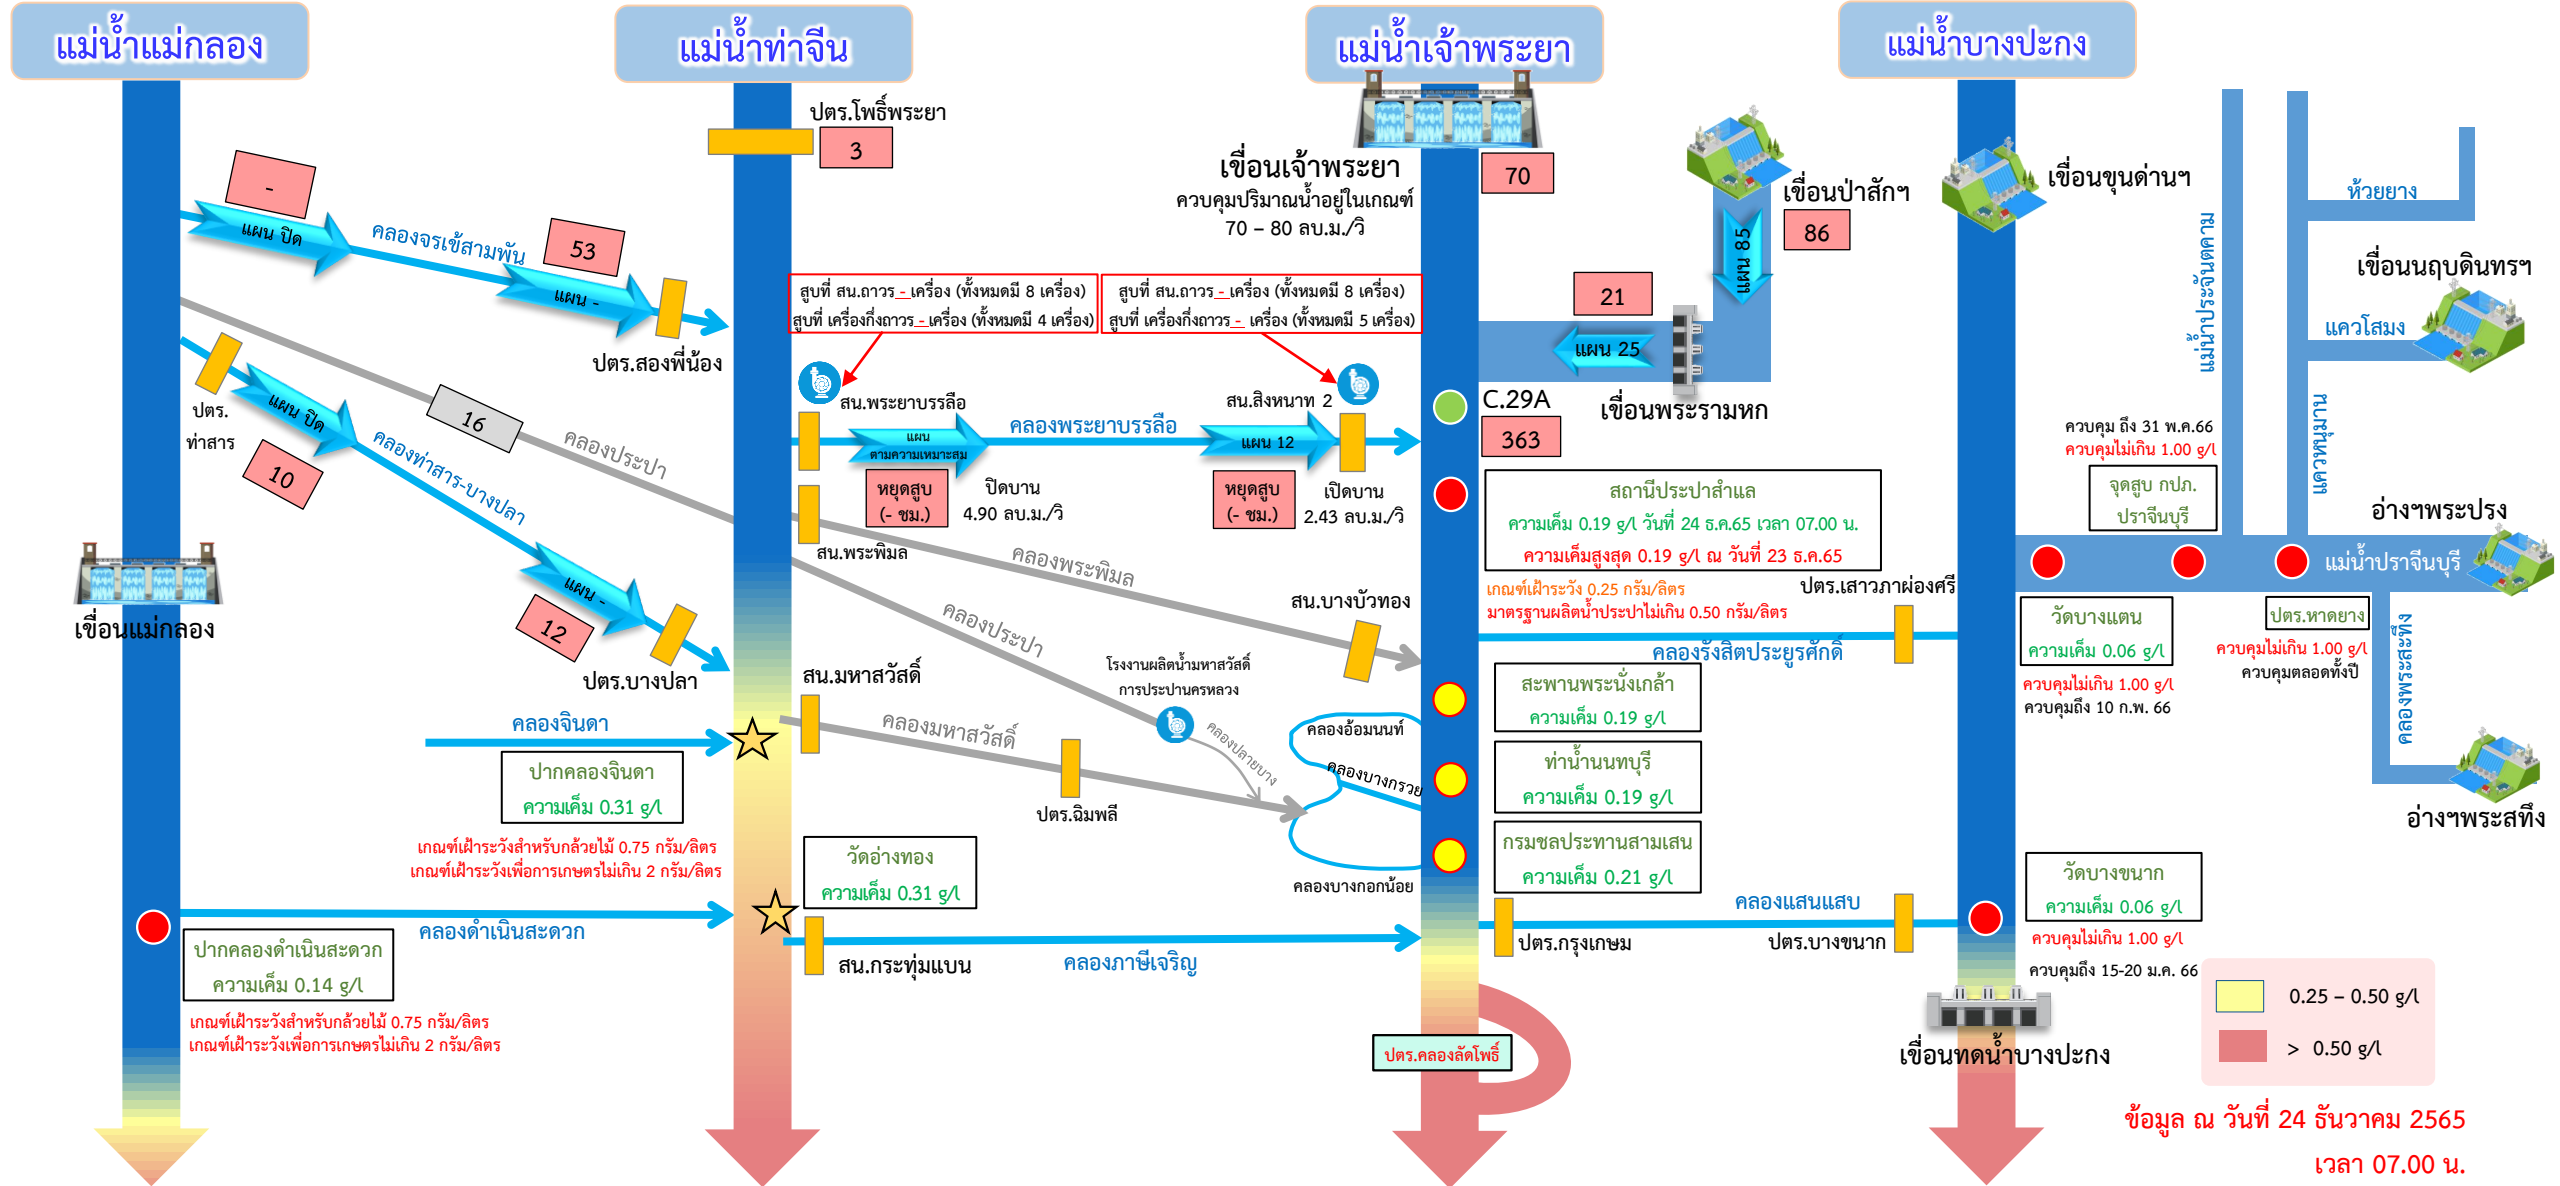 แม่น้ำแม่กลอง
แม่น้ำท่าจีน
แม่น้ำเจ้าพระยา
แม่น้ำบางปะกง
ปตร.โพธิ์พระยา
3
-
แผน ปิด
คลองจรเข้สามพัน
53
แผน -
ปตร.สองพี่น้อง
ปตร.
ท่าสาร
แผน ปิด
10
คลองท่าสาร-บางปลา
16
คลองประปา
แผน -
12
ปตร.บางปลา
เขื่อนแม่กลอง
คลองจินดา
ปากคลองจินดา
ความเค็ม 0.31 g/l
เกณฑ์เฝ้าระวังสำหรับกล้วยไม้ 0.75 กรัม/ลิตร
เกณฑ์เฝ้าระวังเพื่อการเกษตรไม่เกิน 2 กรัม/ลิตร
คลองดำเนินสะดวก
ปากคลองดำเนินสะดวก
ความเค็ม 0.14 g/l
เกณฑ์เฝ้าระวังสำหรับกล้วยไม้ 0.75 กรัม/ลิตร
เกณฑ์เฝ้าระวังเพื่อการเกษตรไม่เกิน 2 กรัม/ลิตร
เขื่อนเจ้าพระยา
ควบคุมปริมาณน้ำอยู่ในเกณฑ์
70 – 80 ลบ.ม./วิ
70
สูบที่ สน.ถาวร - เครื่อง (ทั้งหมดมี 8 เครื่อง)
สูบที่ เครื่องกึ่งถาวร - เครื่อง (ทั้งหมดมี 4 เครื่อง)
สูบที่ สน.ถาวร - เครื่อง (ทั้งหมดมี 8 เครื่อง)
สูบที่ เครื่องกึ่งถาวร - เครื่อง (ทั้งหมดมี 5 เครื่อง)
สน.พระยาบรรลือ
แผน
ตามความเหมาะสม
คลองพระยาบรรลือ
สน.สิงหนาท 2
แผน 12
หยุดสูบ
(- ชม.)
ปิดบาน
4.90 ลบ.ม./วิ
หยุดสูบ
(- ชม.)
เปิดบาน
2.43 ลบ.ม./วิ
สน.พระพิมล
คลองพระพิมล
สน.บางบัวทอง
คลองประปา
โรงงานผลิตน้ำมหาสวัสดิ์
การประปานครหลวง
สน.มหาสวัสดิ์
คลองมหาสวัสดิ์
ปตร.ฉิมพลี
คลองปลายบาง
คลองอ้อมนนท์
คลองบางกรวย
คลองบางกอกน้อย
วัดอ่างทอง
ความเค็ม 0.31 g/l
สน.กระทุ่มแบน
คลองภาษีเจริญ
เขื่อนป่าสักฯ
86
แผน 85
21
แผน 25
เขื่อนพระรามหก
C.29A
363
สถานีประปาสำแล
ความเค็ม 0.19 g/l วันที่ 24 ธ.ค.65 เวลา 07.00 น.
ความเค็มสูงสุด 0.19 g/l ณ วันที่ 23 ธ.ค.65
เกณฑ์เฝ้าระวัง 0.25 กรัม/ลิตร
มาตรฐานผลิตน้ำประปาไม่เกิน 0.50 กรัม/ลิตร
ปตร.เสาวภาผ่องศรี
คลองรังสิตประยูรศักดิ์
สะพานพระนั่งเกล้า
ความเค็ม 0.19 g/l
ท่าน้ำนนทบุรี
ความเค็ม 0.19 g/l
กรมชลประทานสามเสน
ความเค็ม 0.21 g/l
คลองแสนแสบ
ปตร.กรุงเกษม
ปตร.บางขนาก
ปตร.คลองลัดโพธิ์
เขื่อนขุนด่านฯ
แม่น้ำประจันตคาม
ห้วยยาง
เขื่อนนฤบดินทรฯ
แควโสมง
แควหนุมาน
ควบคุม ถึง 31 พ.ค.66
ควบคุมไม่เกิน 1.00 g/l
จุดสูบ กปภ.
ปราจีนบุรี
อ่างฯพระปรง
แม่น้ำปราจีนบุรี
วัดบางแตน
ความเค็ม 0.06 g/l
ควบคุมไม่เกิน 1.00 g/l
ควบคุมถึง 10 ก.พ. 66
ปตร.หาดยาง
ควบคุมไม่เกิน 1.00 g/l
ควบคุมตลอดทั้งปี
คลองพระสะทึง
อ่างฯพระสทึง
วัดบางขนาก
ความเค็ม 0.06 g/l
ควบคุมไม่เกิน 1.00 g/l
ควบคุมถึง 15-20 ม.ค. 66
เขื่อนทดน้ำบางปะกง
0.25 – 0.50 g/l
> 0.50 g/l
ข้อมูล ณ วันที่ 24 ธันวาคม 2565
เวลา 07.00 น.